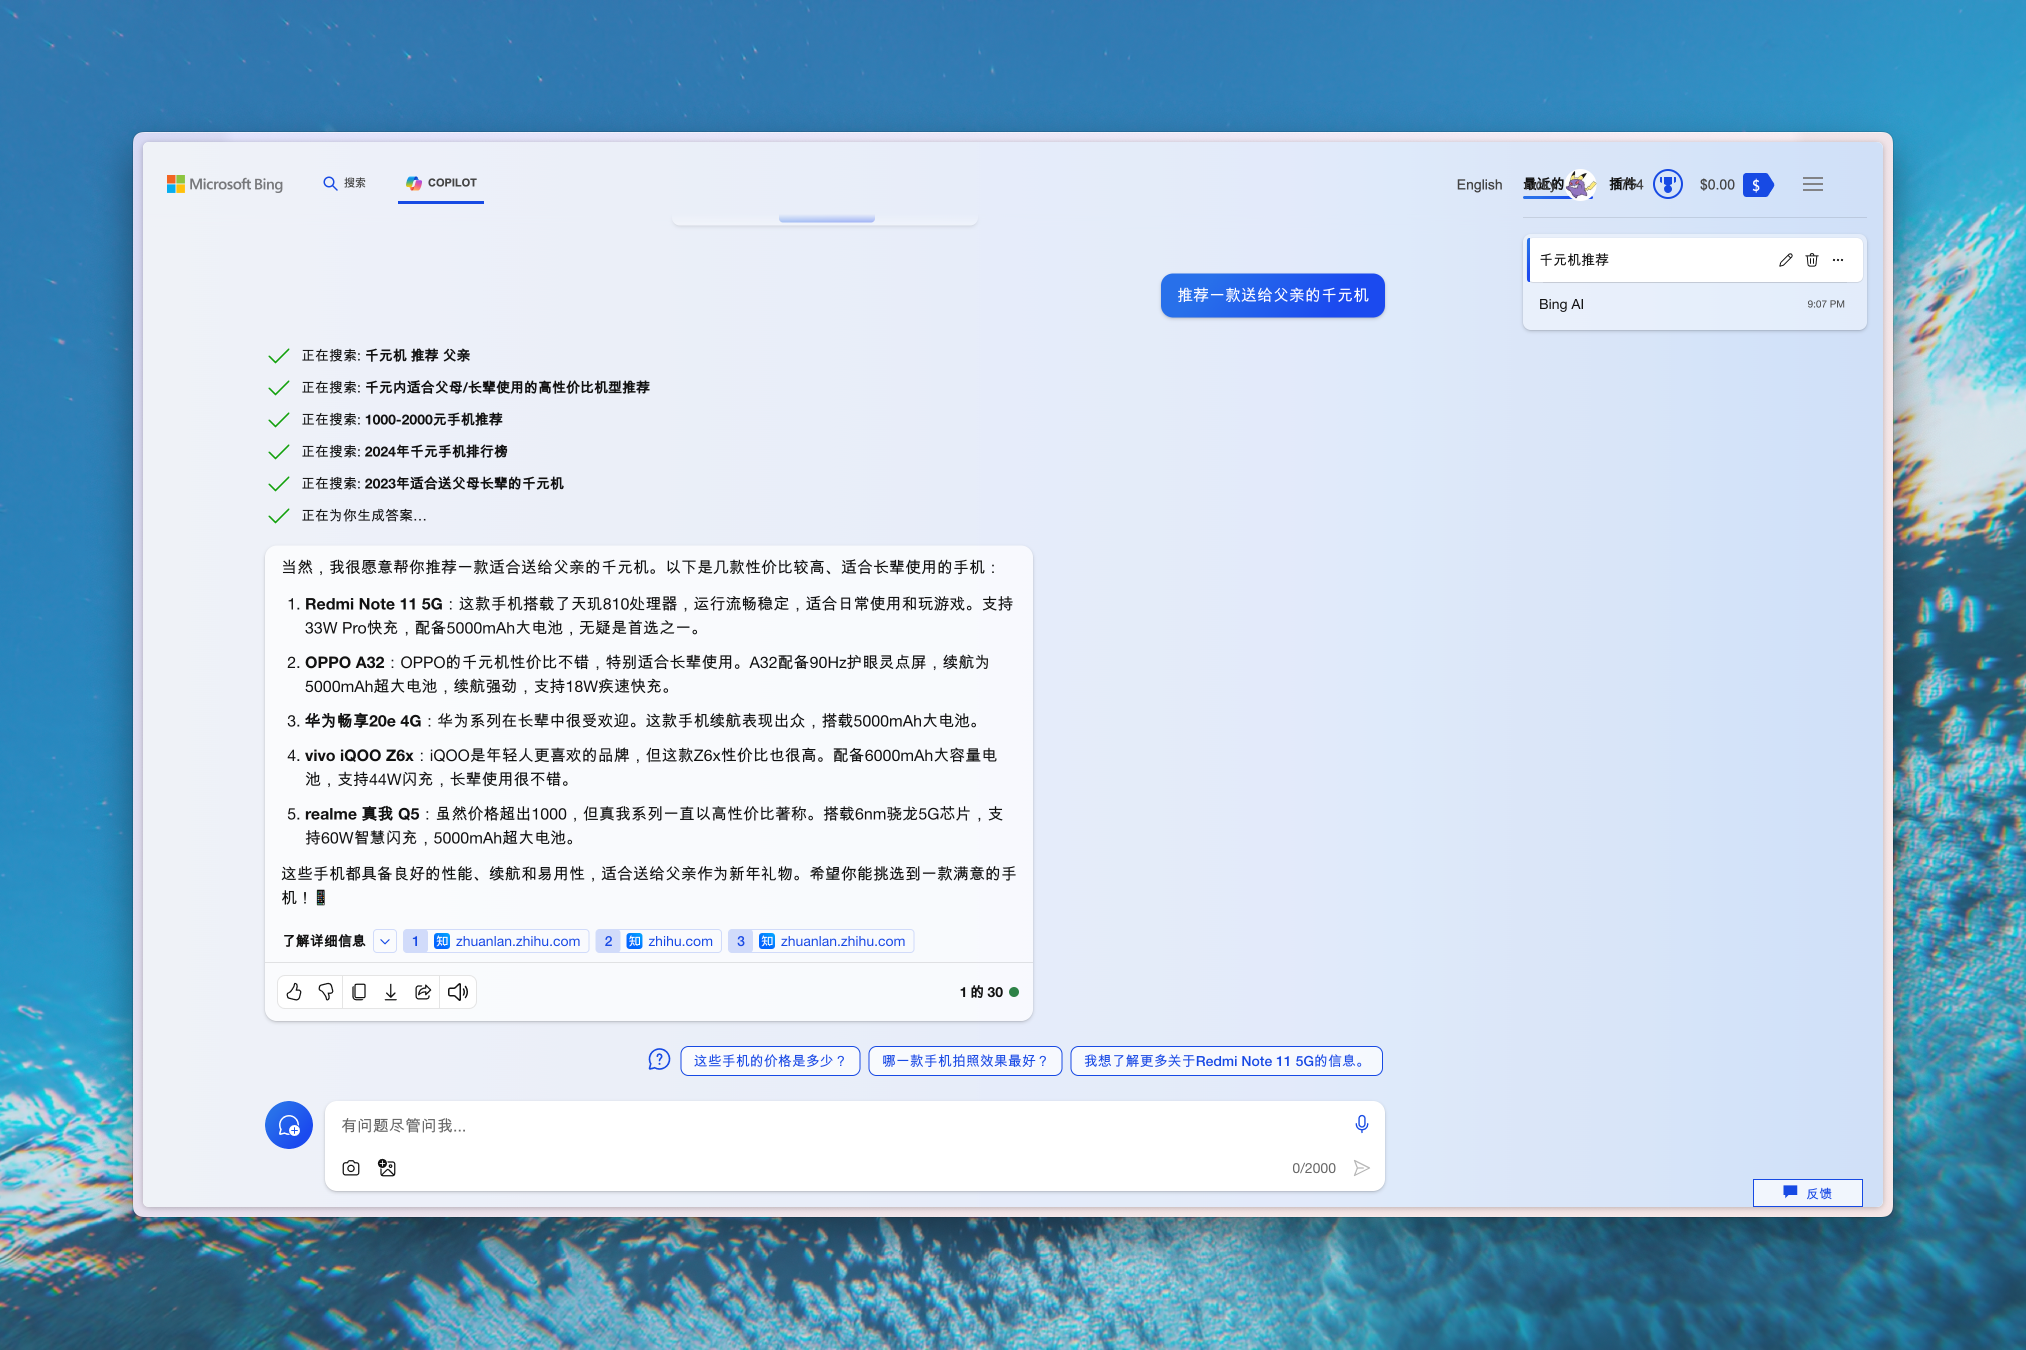 Microsoft Bing
搜索
COPILOT
English
最近的
插件
$0.00
$
推荐一款送给父亲的千元机
千元机推荐
Bing AI
9:07 PM
正在搜索: 千元机 推荐 父亲
正在搜索: 千元内适合父母/长辈使用的高性价比机型推荐
正在搜索: 1000-2000元手机推荐
正在搜索: 2024年千元手机排行榜
正在搜索: 2023年适合送父母长辈的千元机
正在为你生成答案...
当然，我很愿意帮你推荐一款适合送给父亲的千元机。以下是几款性价比较高、适合长辈使用的手机：
1. Redmi Note 11 5G：这款手机搭载了天玑810处理器，运行流畅稳定，适合日常使用和玩游戏。支持
33W Pro快充，配备5000mAh大电池，无疑是首选之一。
2. OPPO A32：OPPO的千元机性价比不错，特别适合长辈使用。A32配备90Hz护眼灵点屏，续航为
5000mAh超大电池，续航强劲，支持18W疾速快充。
3. 华为畅享20e 4G：华为系列在长辈中很受欢迎。这款手机续航表现出众，搭载5000mAh大电池。
4. vivo iQOO Z6x：iQOO是年轻人更喜欢的品牌，但这款Z6x性价比也很高。配备6000mAh大容量电
池，支持44W闪充，长辈使用很不错。
5. realme 真我 Q5：虽然价格超出1000，但真我系列一直以高性价比著称。搭载6nm骁龙5G芯片，支
持60W智慧闪充，5000mAh超大电池。
这些手机都具备良好的性能、续航和易用性，适合送给父亲作为新年礼物。希望你能挑选到一款满意的手
机！
了解详细信息
1 知 zhuanlan.zhihu.com
2 知 zhihu.com
3 知 zhuanlan.zhihu.com
1 的 30
这些手机的价格是多少？
哪一款手机拍照效果最好？
我想了解更多关于Redmi Note 11 5G的信息。
有问题尽管问我...
0/2000
反馈